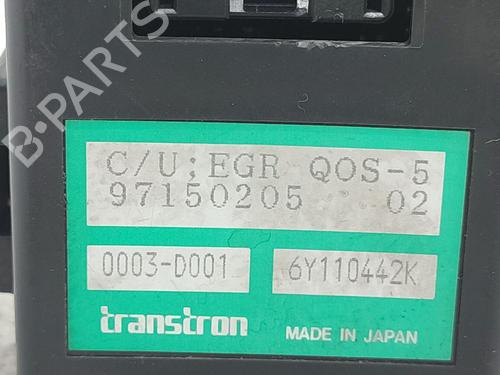 B-PARTS
C/U;EGR QOS-5
97150205 02
0003-D001 6Y110442K
transtron MADE IN JAPAN